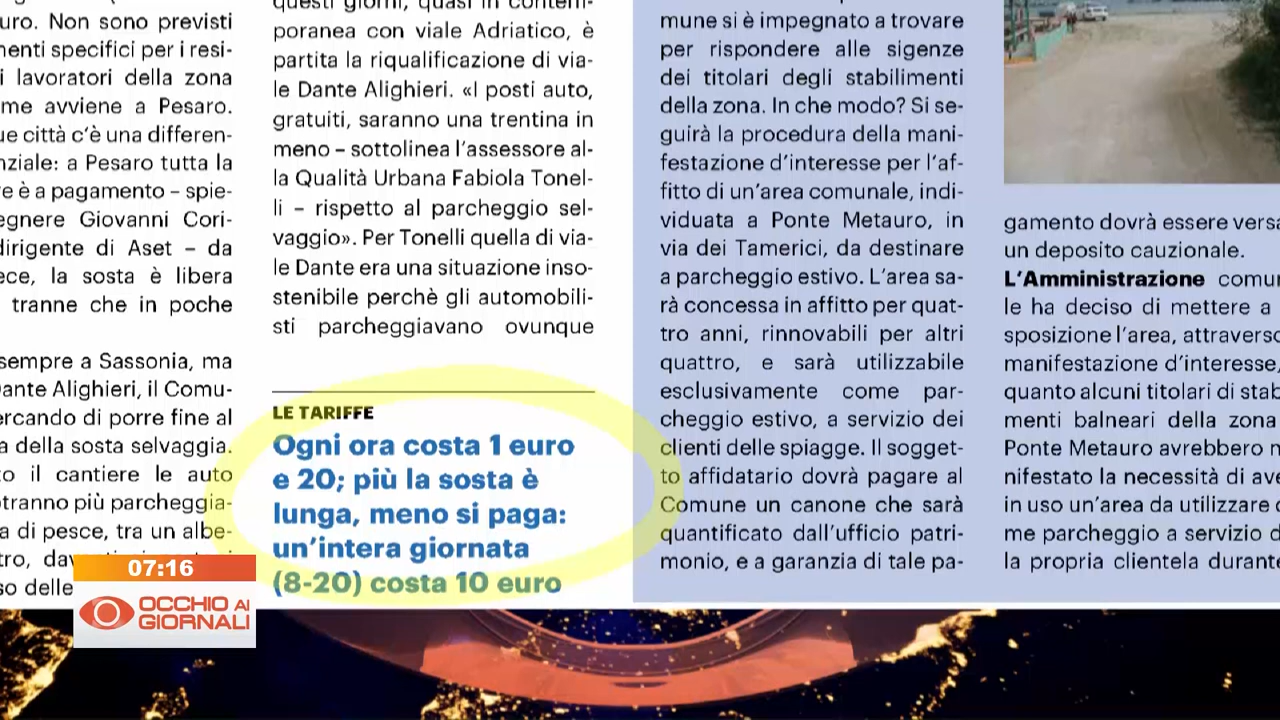 uro. Non sono previsti
menti specifici per i resi-
i lavoratori della zona
me avviene a Pesaro.
ue città c'è una differen-
nziale: a Pesaro tutta la
re è a pagamento – spie-
egnere Giovanni Cori-
dirigente di Aset – da
ece, la sosta è libera
tranne che in poche
sempre a Sassonia, ma
Dante Alighieri, il Comu-
ercando di porre fine al
a della sosta selvaggia.
to il cantiere le auto
otranno più parcheggia-
a di pesce, tra un albe-
tro,
so delle
questi giorni, quasi in contem-
poranea con viale Adriatico, è
partita la riqualificazione di via-
le Dante Alighieri. «I posti auto,
gratuiti, saranno una trentina in
meno – sottolinea l'assessore al-
la Qualità Urbana Fabiola Tonel-
li – rispetto al parcheggio sel-
vaggio». Per Tonelli quella di via-
le Dante era una situazione inso-
stenibile perchè gli automobili-
sti parcheggiavano ovunque
LE TARIFFE
Ogni ora costa 1 euro
e 20; più la sosta è
lunga, meno si paga:
un'intera giornata
(8-20) costa 10 euro
mune si è impegnato a trovare
per rispondere alle sigenze
dei titolari degli stabilimenti
della zona. In che modo? Si se-
guirà la procedura della mani-
festazione d'interesse per l'af-
fitto di un'area comunale, indi-
viduata a Ponte Metauro, in
via dei Tamerici, da destinare
a parcheggio estivo. L'area sa-
rà concessa in affitto per quat-
tro anni, rinnovabili per altri
quattro, e sarà utilizzabile
esclusivamente come par-
cheggio estivo, a servizio dei
clienti delle spiagge. Il sogget-
to affidatario dovrà pagare al
Comune un canone che sarà
quantificato dall'ufficio patri-
monio, e a garanzia di tale pa-
gamento dovrà essere versa
un deposito cauzionale.
L'Amministrazione comun
le ha deciso di mettere a
sposizione l'area, attraverso
manifestazione d'interesse,
quanto alcuni titolari di stab
menti balneari della zona
Ponte Metauro avrebbero m
nifestato la necessità di ave
in uso un'area da utilizzare c
me parcheggio a servizio d
la propria clientela durante
07:16
OCCHIO AI
GIORNALI